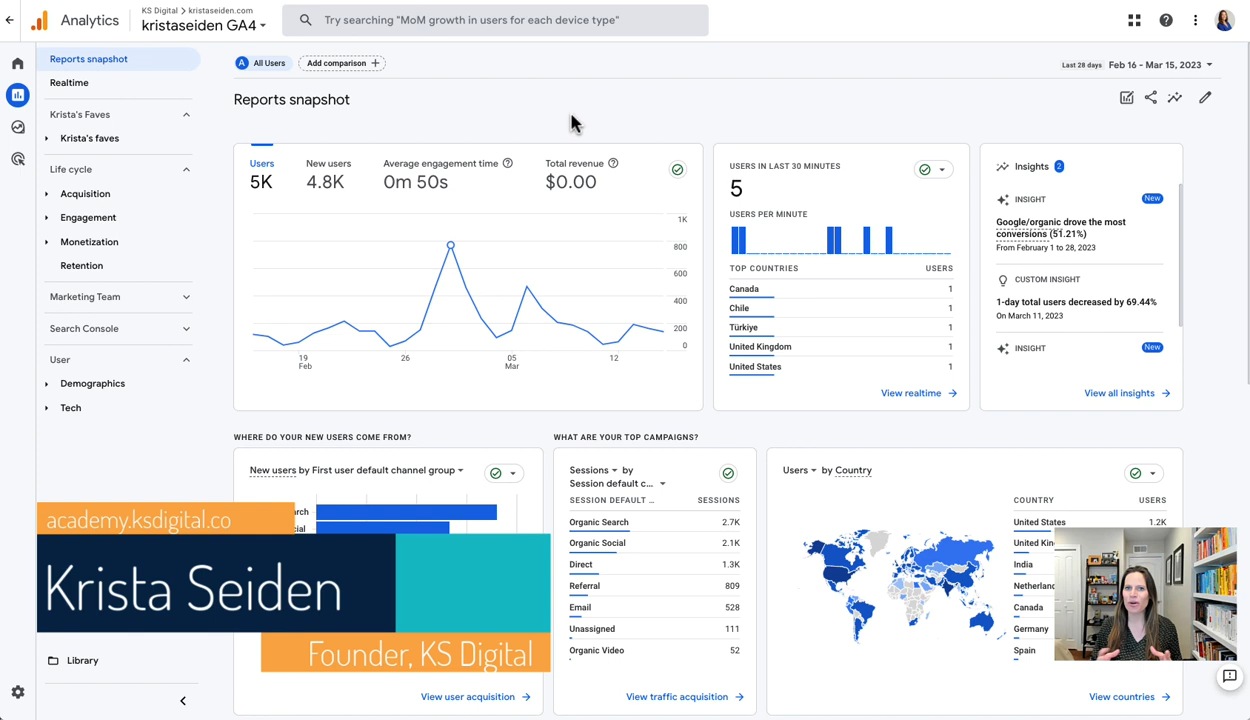 Analytics
KS Digital > kristaseiden.com
kristaseiden GA4
Try searching "MoM growth in users for each device type"
Reports snapshot
Realtime
Krista's Faves
Krista's faves
Life cycle
Acquisition
Engagement
Monetization
Retention
Marketing Team
Search Console
User
Demographics
Tech
Library
A All Users
Add comparison +
Last 28 days Feb 16 - Mar 15, 2023
Reports snapshot
Users
5K
New users
4.8K
Average engagement time
0m 50s
Total revenue
$0.00
1K
800
600
400
200
0
19
Feb
26
05
Mar
12
USERS IN LAST 30 MINUTES
5
USERS PER MINUTE
TOP COUNTRIES USERS
Canada 1
Chile 1
Türkiye 1
United Kingdom 1
United States 1
View realtime
Insights 2
INSIGHT New
Google/organic drove the most
conversions (51.21%)
From February 1 to 28, 2023
CUSTOM INSIGHT
1-day total users decreased by 69.44%
On March 11, 2023
INSIGHT New
View all insights
WHERE DO YOUR NEW USERS COME FROM?
New users by First user default channel group
rch
ial
View user acquisition
WHAT ARE YOUR TOP CAMPAIGNS?
Sessions by
Session default c...
SESSION DEFAULT ... SESSIONS
Organic Search 2.7K
Organic Social 2.1K
Direct 1.3K
Referral 809
Email 528
Unassigned 111
Organic Video 52
View traffic acquisition
Users by Country
COUNTRY USERS
United States 1.2K
United Kin
India
Netherlan
Canada
Germany
Spain
View countries
academy.ksdigital.co
Krista Seiden
Founder, KS Digital